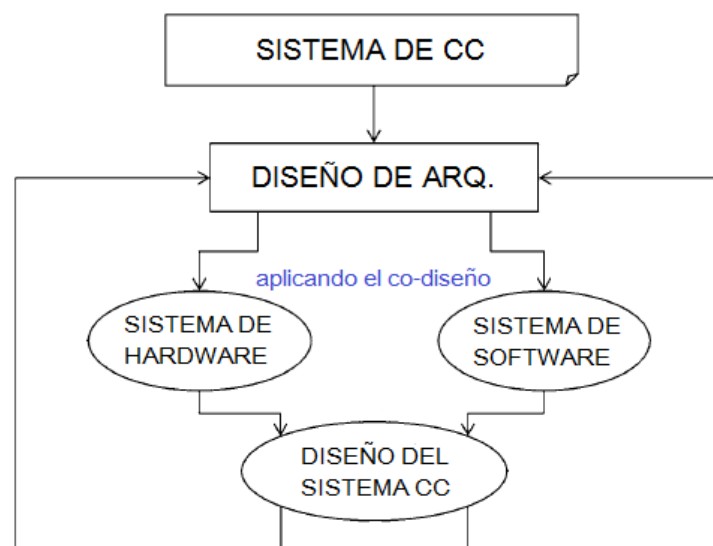 SISTEMA DE CC
DISEÑO DE ARQ.
aplicando el co-diseño
SISTEMA DE
HARDWARE
SISTEMA DE
SOFTWARE
DISEÑO DEL
SISTEMA CC